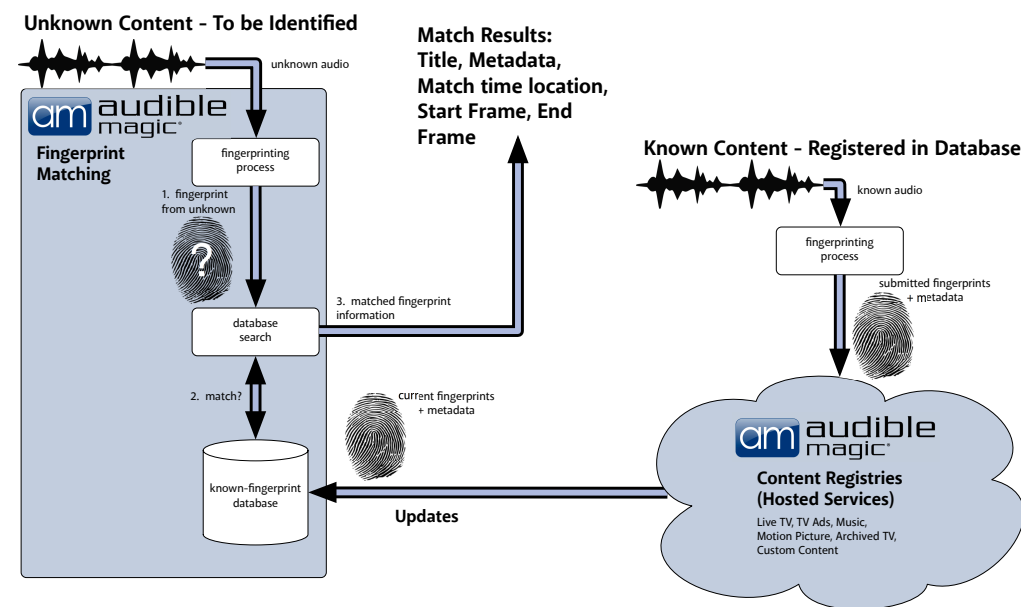 Unknown Content - To be Identified
unknown audio
am audible
magic
Fingerprint
Matching
fingerprinting
process
1. fingerprint
from unknown
?
database
search
2. match?
known-fingerprint
database
3. matched fingerprint
information
Match Results:
Title, Metadata,
Match time location,
Start Frame, End
Frame
current fingerprints
+ metadata
Updates
Known Content - Registered in Database
known audio
fingerprinting
process
submitted fingerprints
+ metadata
am audible
magic
Content Registries
(Hosted Services)
Live TV, TV Ads, Music,
Motion Picture, Archived TV,
Custom Content